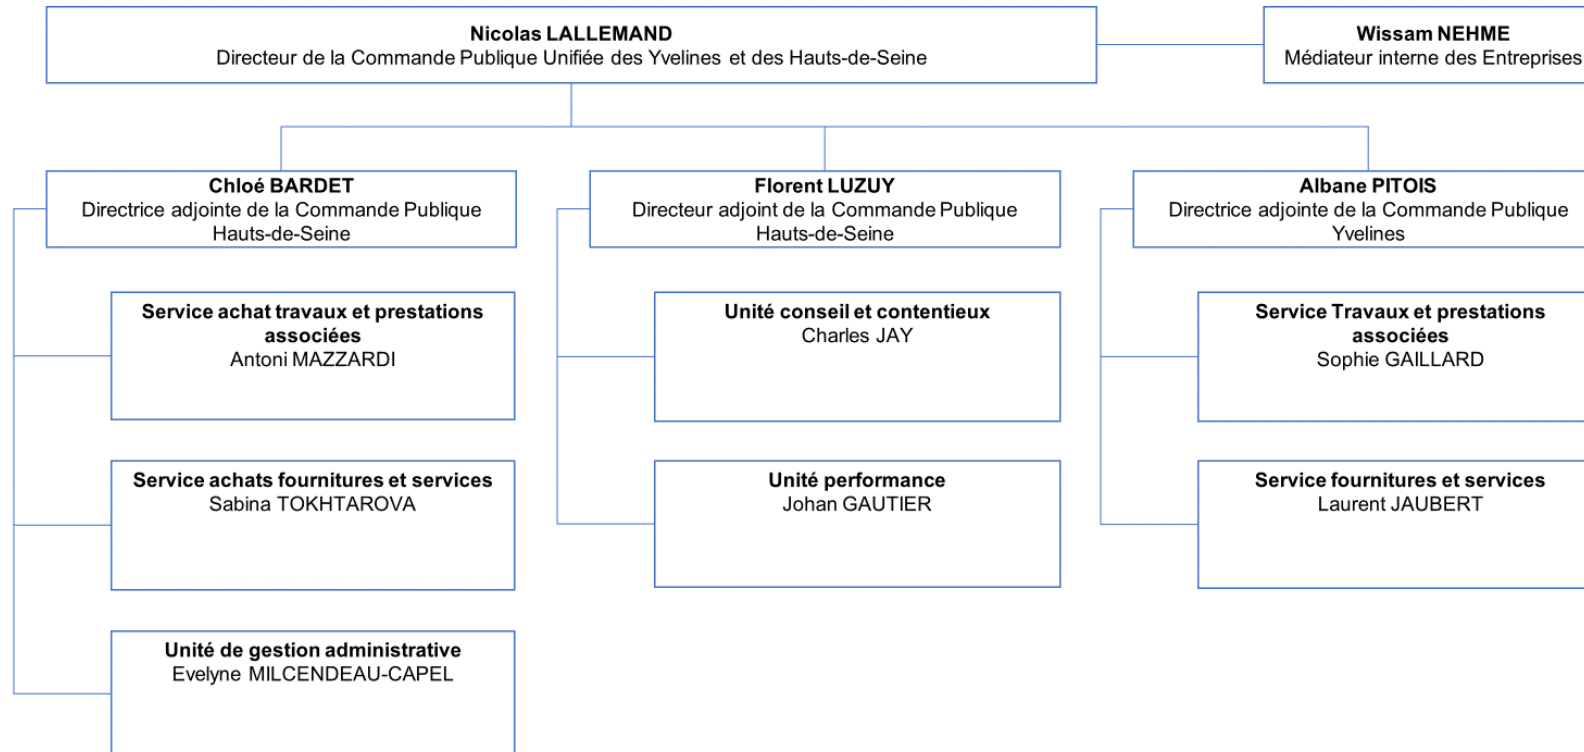 Nicolas LALLEMAND
Directeur de la Commande Publique Unifiée des Yvelines et des Hauts-de-Seine
Wissam NEHME
Médiateur interne des Entreprises
Chloé BARDET
Directrice adjointe de la Commande Publique
Hauts-de-Seine
Florent LUZUY
Directeur adjoint de la Commande Publique
Hauts-de-Seine
Albane PITOIS
Directrice adjointe de la Commande Publique
Yvelines
Service achat travaux et prestations
associées
Antoni MAZZARDI
Unité conseil et contentieux
Charles JAY
Service Travaux et prestations
associées
Sophie GAILLARD
Service achats fournitures et services
Sabina TOKHTAROVA
Unité performance
Johan GAUTIER
Service fournitures et services
Laurent JAUBERT
Unité de gestion administrative
Evelyne MILCENDEAU-CAPEL